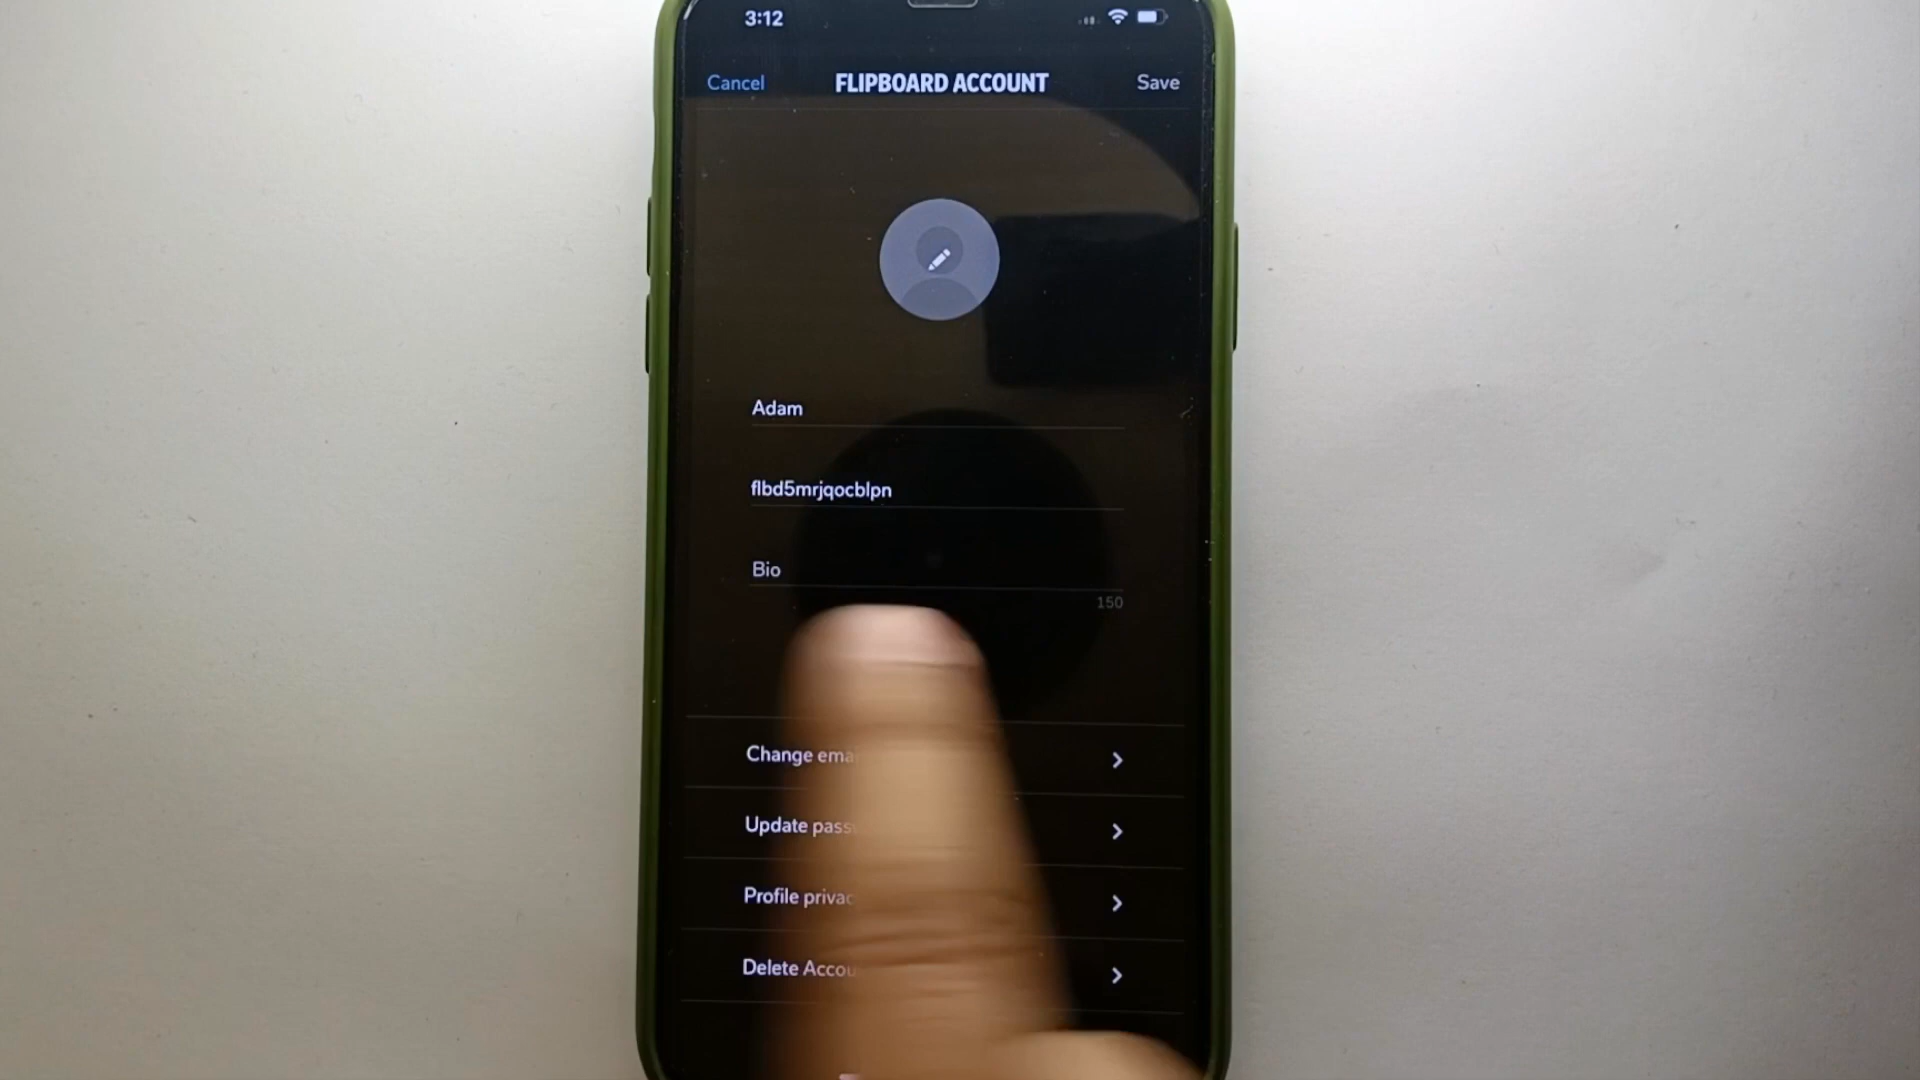 3:12
Cancel FLIPBOARD ACCOUNT Save
Adam
flbd5mrjqocblpn
Bio
150
Change ema
Update pass
Profile privac
Delete Accou